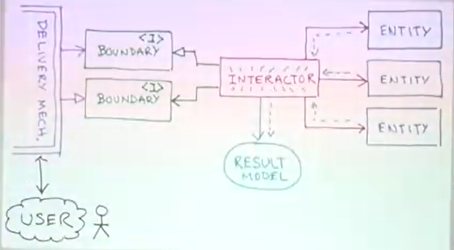 DELIVERY MECH.
<I>
BOUNDARY
<I>
BOUNDARY
INTERACTOR
ENTITY
ENTITY
ENTITY
RESULT
MODEL
USER